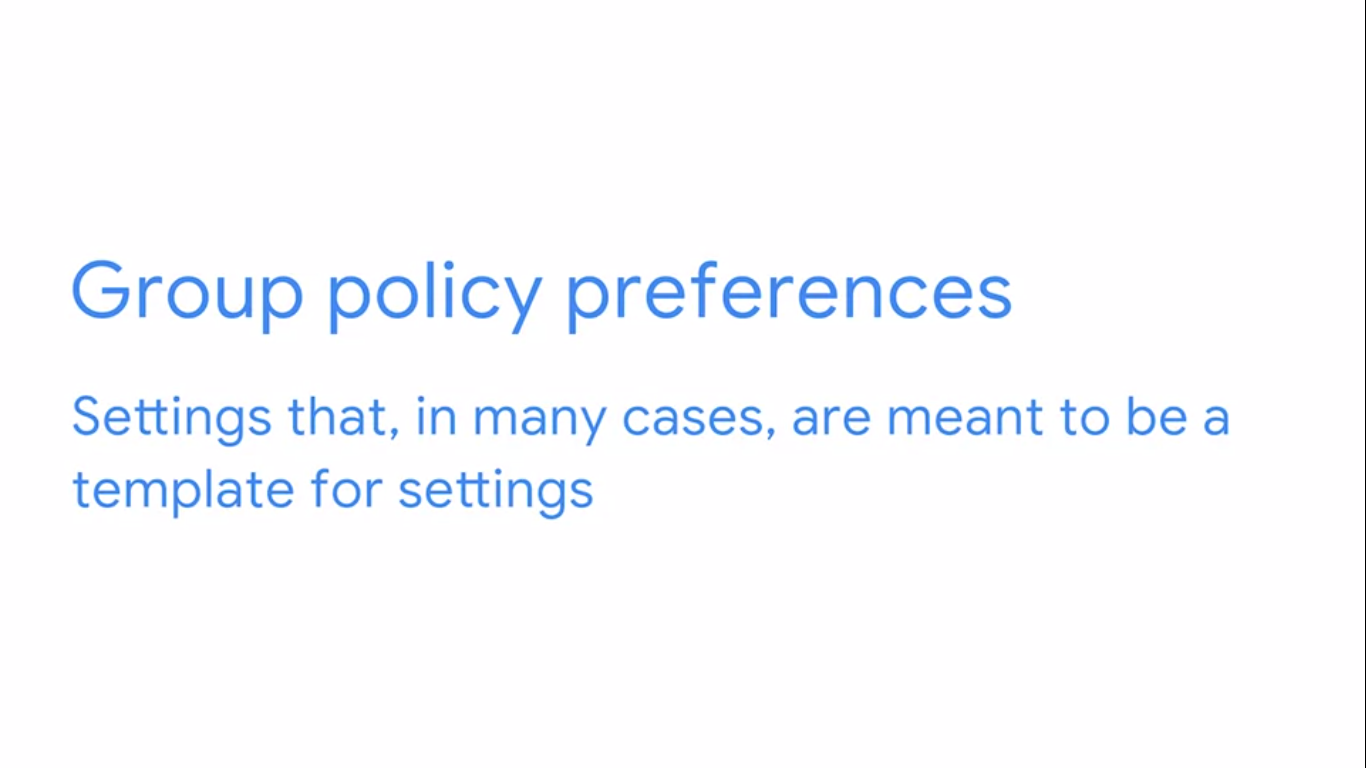 Group policy preferences
Settings that, in many cases, are meant to be a
template for settings